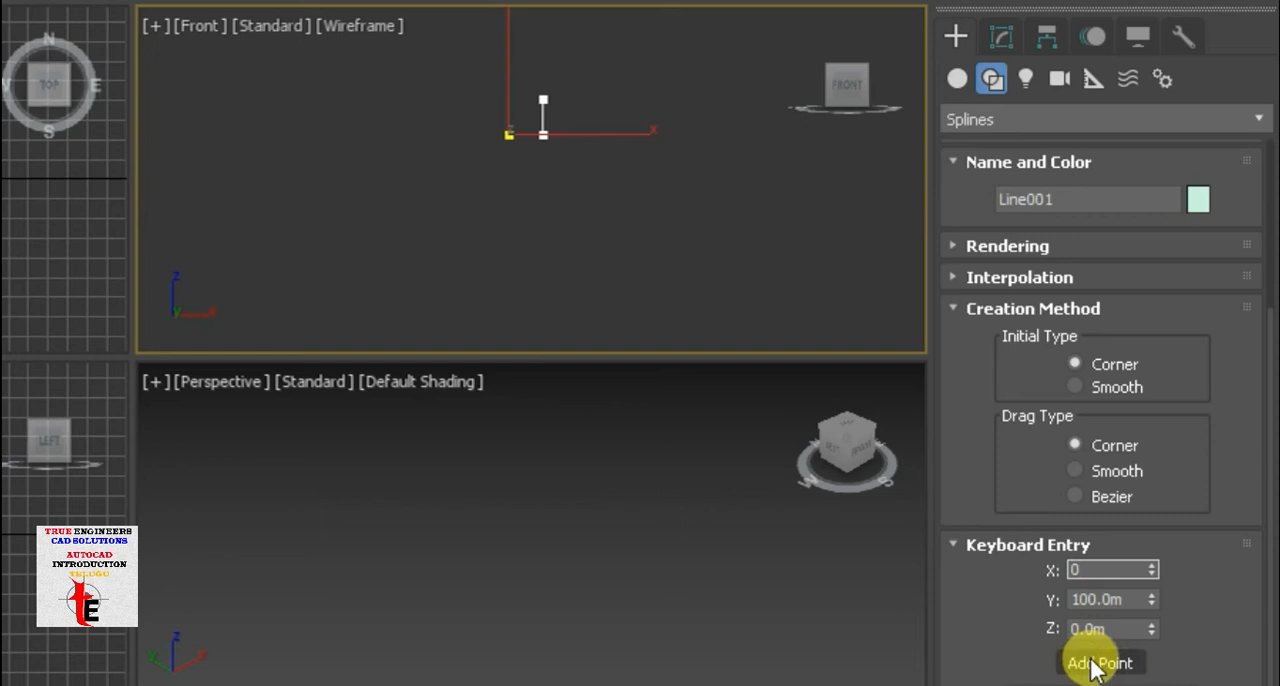 [+] [Front] [Standard] [Wireframe]
N
TOP
E
S
FRONT
x
z
y
x
[+] [Perspective] [Standard] [Default Shading]
LEFT
z
y
x
TRUE ENGINEERS
CAD SOLUTIONS
AUTOCAD
INTRODUCTION
TELUGU
tE
Splines
Name and Color
Line001
Rendering
Interpolation
Creation Method
Initial Type
Corner
Smooth
Drag Type
Corner
Smooth
Bezier
Keyboard Entry
X: 0
Y: 100.0m
Z: 0.0m
Add Point